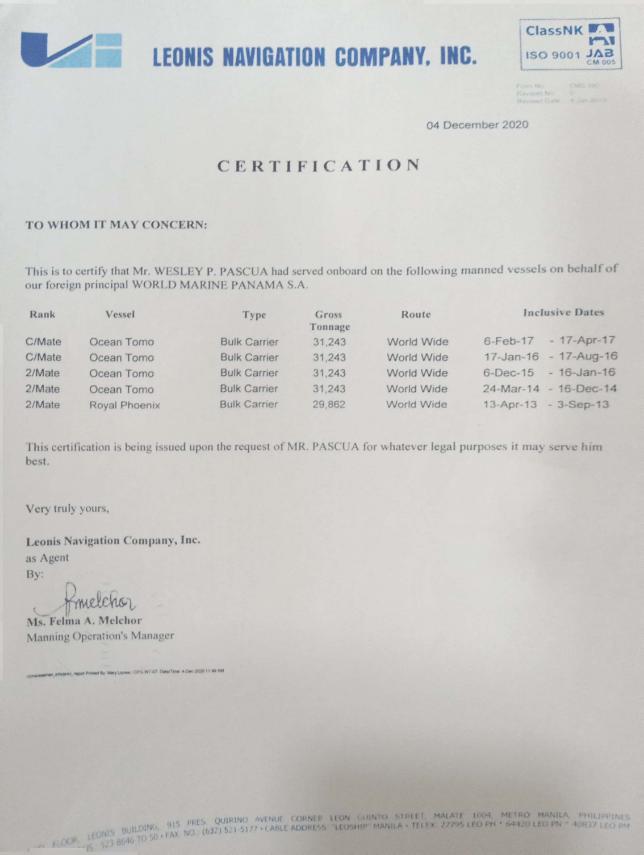 LEONIS NAVIGATION COMPANY, INC.
ClassNK
ISO 9001 JAB
CM 005
Form No.
Revision No.
Revised Date
04 December 2020
CERTIFICATION
TO WHOM IT MAY CONCERN:
This is to certify that Mr. WESLEY P. PASCUA had served onboard on the following manned vessels on behalf of
our foreign principal WORLD MARINE PANAMA S.A.
Rank Vessel Type Gross Tonnage Route Inclusive Dates
C/Mate Ocean Tomo Bulk Carrier 31,243 World Wide 6-Feb-17 - 17-Apr-17
C/Mate Ocean Tomo Bulk Carrier 31,243 World Wide 17-Jan-16 - 17-Aug-16
2/Mate Ocean Tomo Bulk Carrier 31,243 World Wide 6-Dec-15 - 16-Jan-16
2/Mate Ocean Tomo Bulk Carrier 31,243 World Wide 24-Mar-14 - 16-Dec-14
2/Mate Royal Phoenix Bulk Carrier 29,862 World Wide 13-Apr-13 - 3-Sep-13
This certification is being issued upon the request of MR. PASCUA for whatever legal purposes it may serve him
best.
Very truly yours,
Leonis Navigation Company, Inc.
as Agent
By:
fmelchor
Ms. Felma A. Melchor
Manning Operation's Manager
FLOOR, LEONIS BUILDING, 915 PRES. QUIRINO AVENUE CORNER LEON GUINTO STREET, MALATE 1004, METRO MANILA, PHILIPPINES
523 8646 TO 50 • FAX NO.: (632) 521-5177 • CABLE ADDRESS "LEOSHIP" MANILA • TELEX: 27795 LEO PH • 64420 LEO PN • 40837 LEO PM